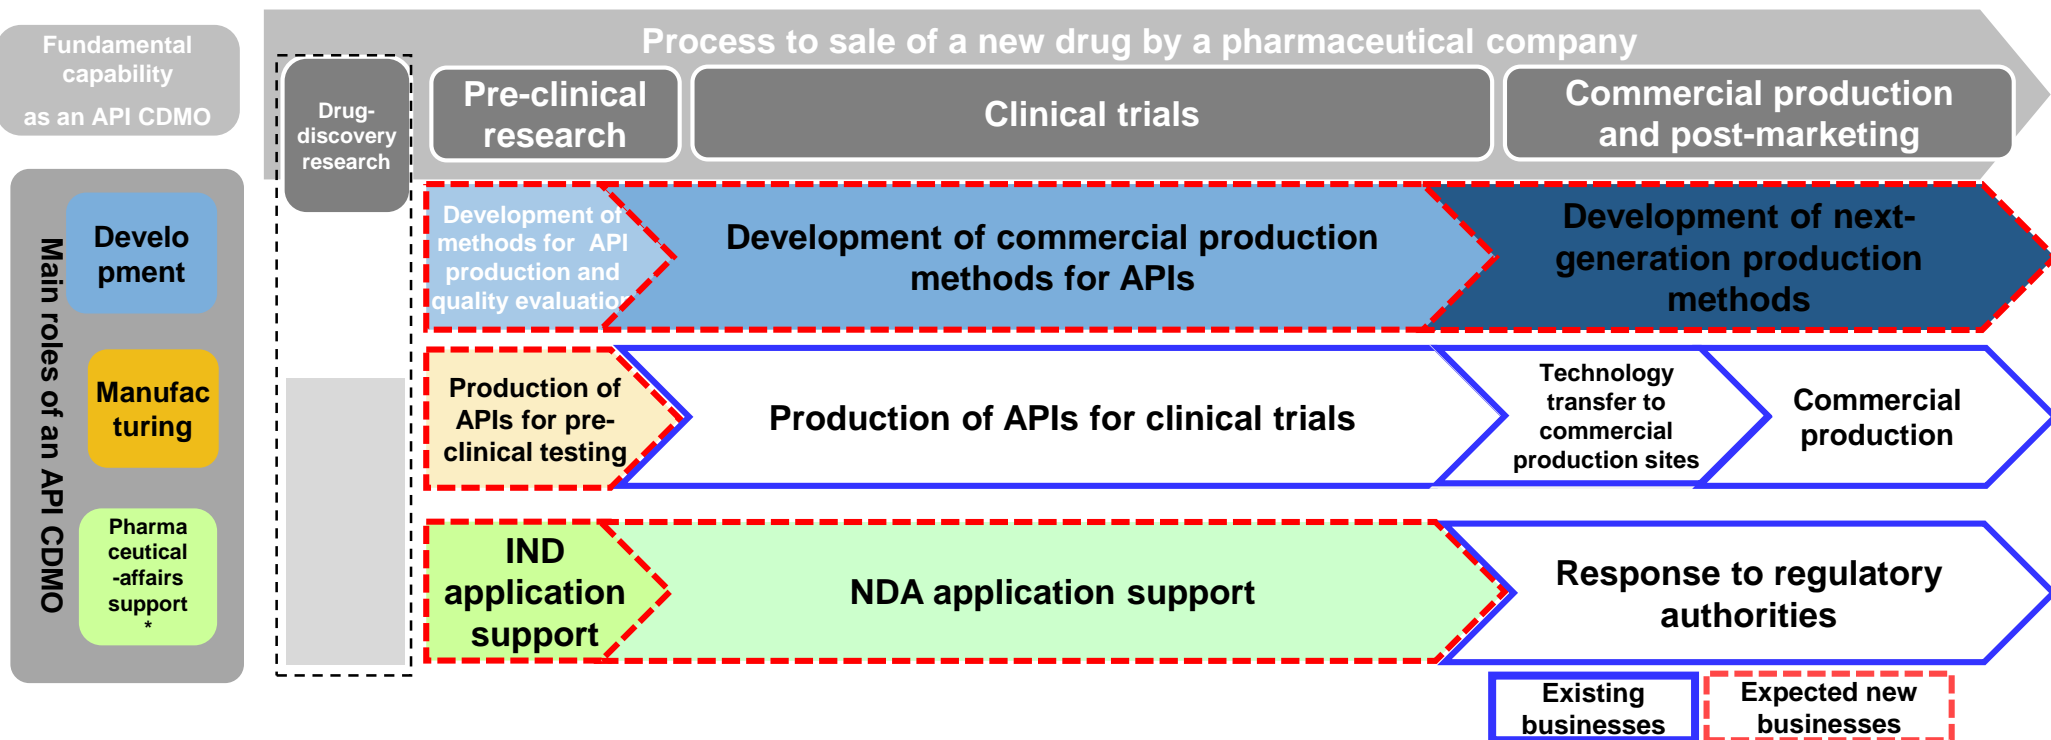 Fundamental
capability
as an API CDMO
Process to sale of a new drug by a pharmaceutical company
Drug-
discovery
research
Pre-clinical
research
Clinical trials
Commercial production
and post-marketing
Main roles of an API CDMO
Develo
pment
Development of
methods for API
production and
quality evaluation
Development of commercial production
methods for APIs
Development of next-
generation production
methods
Manufac
turing
Production of
APIs for pre-
clinical testing
Production of APIs for clinical trials
Technology
transfer to
commercial
production sites
Commercial
production
Pharma
ceutical
-affairs
support
*
IND
application
support
NDA application support
Response to regulatory
authorities
Existing
businesses
Expected new
businesses